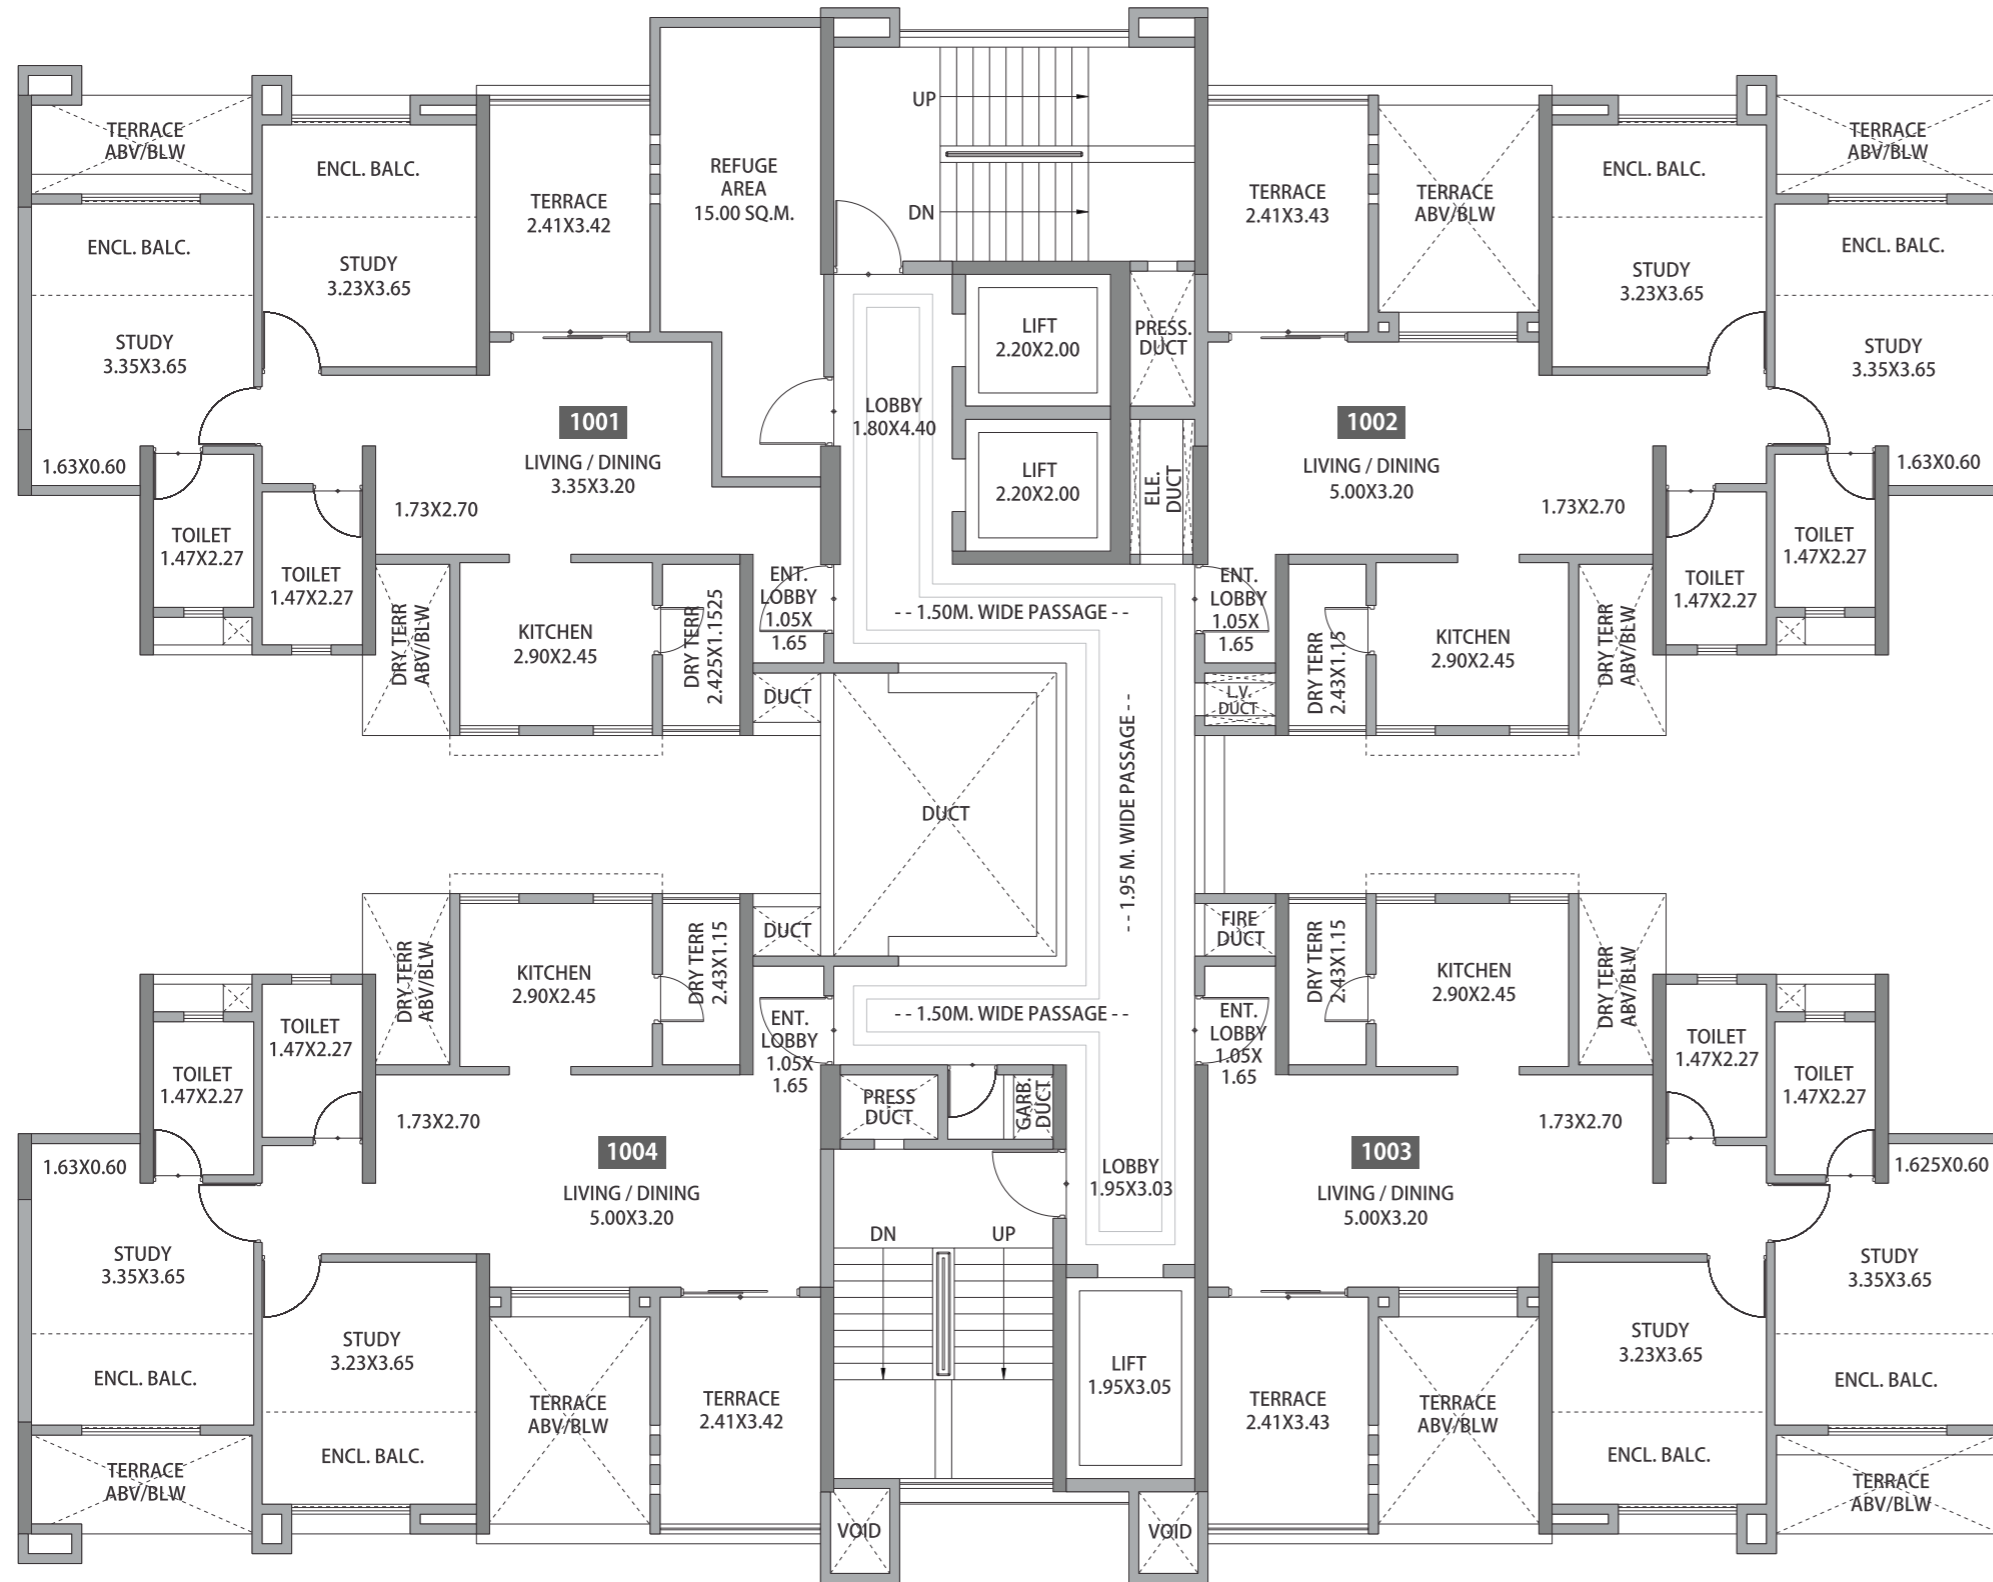 TERRACE
ABV/BLW
ENCL. BALC.
ENCL. BALC.
STUDY
3.23X3.65
STUDY
3.35X3.65
1.63X0.60
TERRACE
2.41X3.42
REFUGE
AREA
15.00 SQ.M.
1001
LIVING / DINING
3.35X3.20
1.73X2.70
TOILET
1.47X2.27
TOILET
1.47X2.27
DRY TERR
ABV/BLW
KITCHEN
2.90X2.45
DRY TERR
2.425X1.1525
ENT.
LOBBY
1.05X
1.65
DUCT
UP
DN
LIFT
2.20X2.00
PRESS.
DUCT
LOBBY
1.80X4.40
LIFT
2.20X2.00
ELE.
DUCT
-- 1.50M. WIDE PASSAGE --
DUCT
-- 1.95 M. WIDE PASSAGE --
-- 1.50M. WIDE PASSAGE --
TERRACE
2.41X3.43
TERRACE
ABV/BLW
ENCL. BALC.
STUDY
3.23X3.65
TERRACE
ABV/BLW
ENCL. BALC.
STUDY
3.35X3.65
1.63X0.60
1002
LIVING / DINING
5.00X3.20
1.73X2.70
TOILET
1.47X2.27
TOILET
1.47X2.27
ENT.
LOBBY
1.05X
1.65
L.V.
DUCT
DRY TERR
2.43X1.15
KITCHEN
2.90X2.45
DRY TERR
ABV/BLW
DRY TERR
ABV/BLW
KITCHEN
2.90X2.45
DRY TERR
2.43X1.15
DUCT
ENT.
LOBBY
1.05X
1.65
TOILET
1.47X2.27
TOILET
1.47X2.27
1.73X2.70
1004
LIVING / DINING
5.00X3.20
1.63X0.60
STUDY
3.35X3.65
ENCL. BALC.
TERRACE
ABV/BLW
STUDY
3.23X3.65
ENCL. BALC.
TERRACE
ABV/BLW
TERRACE
2.41X3.42
PRESS
DUCT
GARB.
DUCT
LOBBY
1.95X3.03
DN
UP
LIFT
1.95X3.05
VOID
VOID
FIRE
DUCT
DRY TERR
2.43X1.15
KITCHEN
2.90X2.45
DRY TERR
ABV/BLW
ENT.
LOBBY
1.05X
1.65
TOILET
1.47X2.27
TOILET
1.47X2.27
1.73X2.70
1003
LIVING / DINING
5.00X3.20
1.625X0.60
STUDY
3.35X3.65
ENCL. BALC.
TERRACE
ABV/BLW
STUDY
3.23X3.65
ENCL. BALC.
TERRACE
2.41X3.43
TERRACE
ABV/BLW